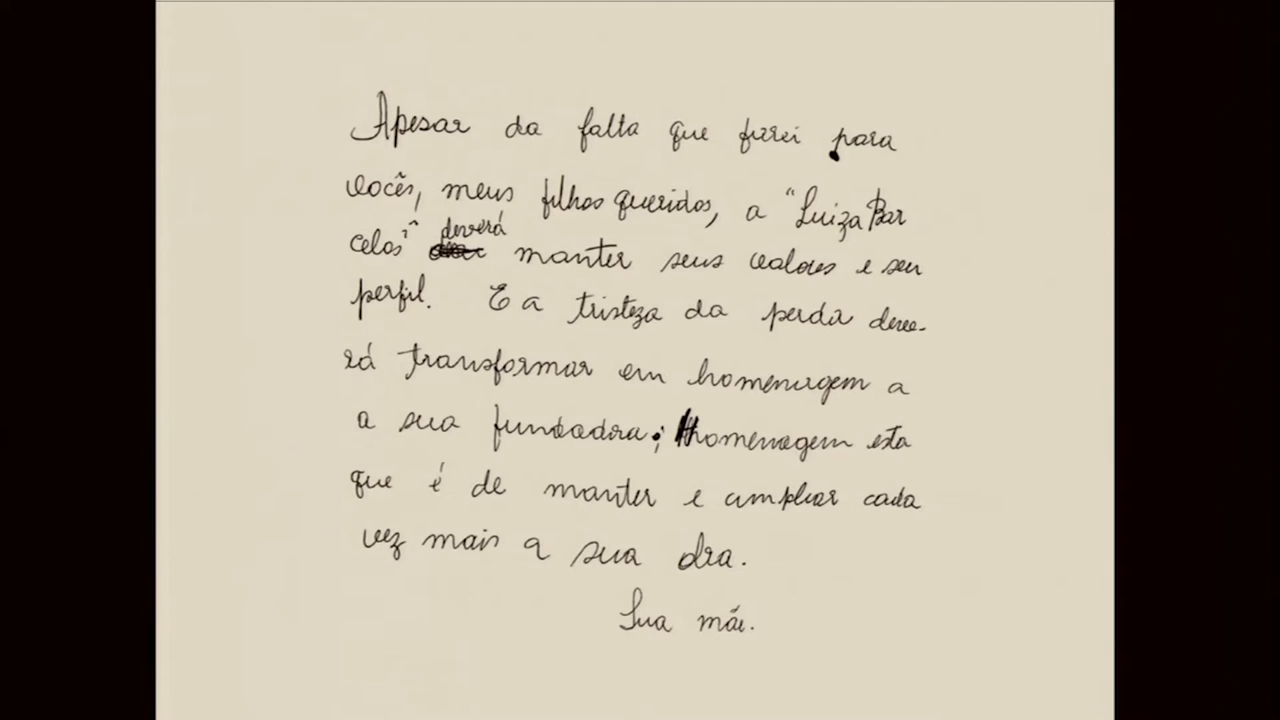 Apesar da falta que farei para
vocês, meus filhos queridos, a "Luiza Bar
celos" deverá manter seus valores e seu
perfil. E a tristeza da perda deve-
rá transformar em homenagem a
a sua fundadora; Homenagem esta
que é de manter e ampliar cada
vez mais a sua obra.
Sua mãe.